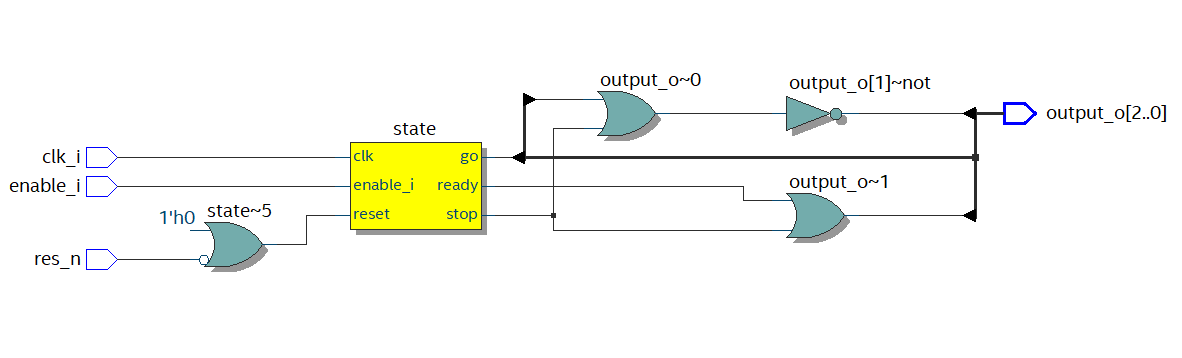 output_o~0
output_o[1]~not
output_o[2..0]
state
clk_i
clk
go
enable_i
enable_i
ready
output_o~1
1'h0
state~5
reset
stop
res_n